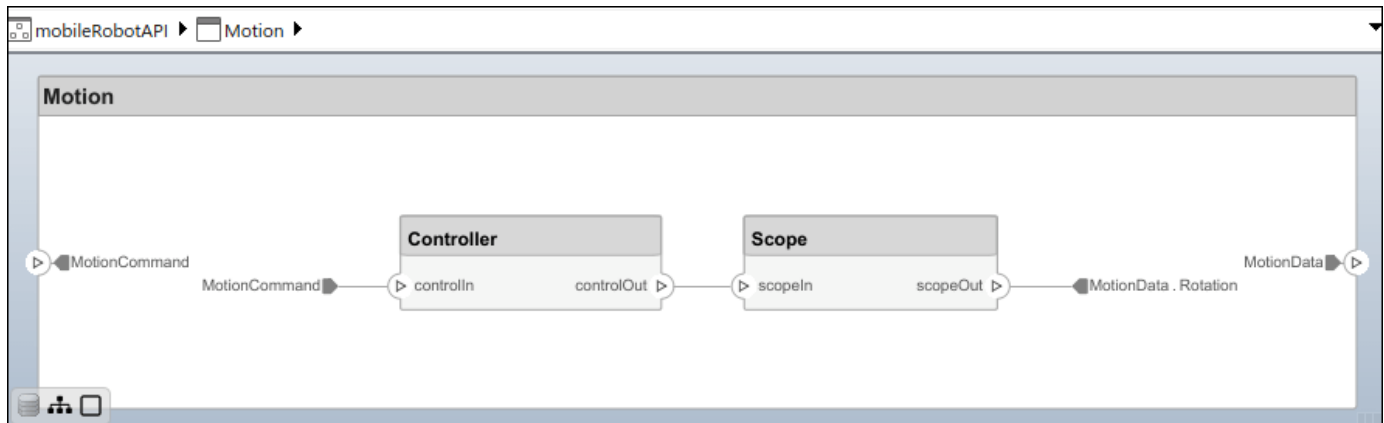 mobileRobotAPI Motion
Motion
Controller
Scope
MotionCommand
MotionData
MotionCommand
controlIn
controlOut
scopeIn
scopeOut
MotionData . Rotation